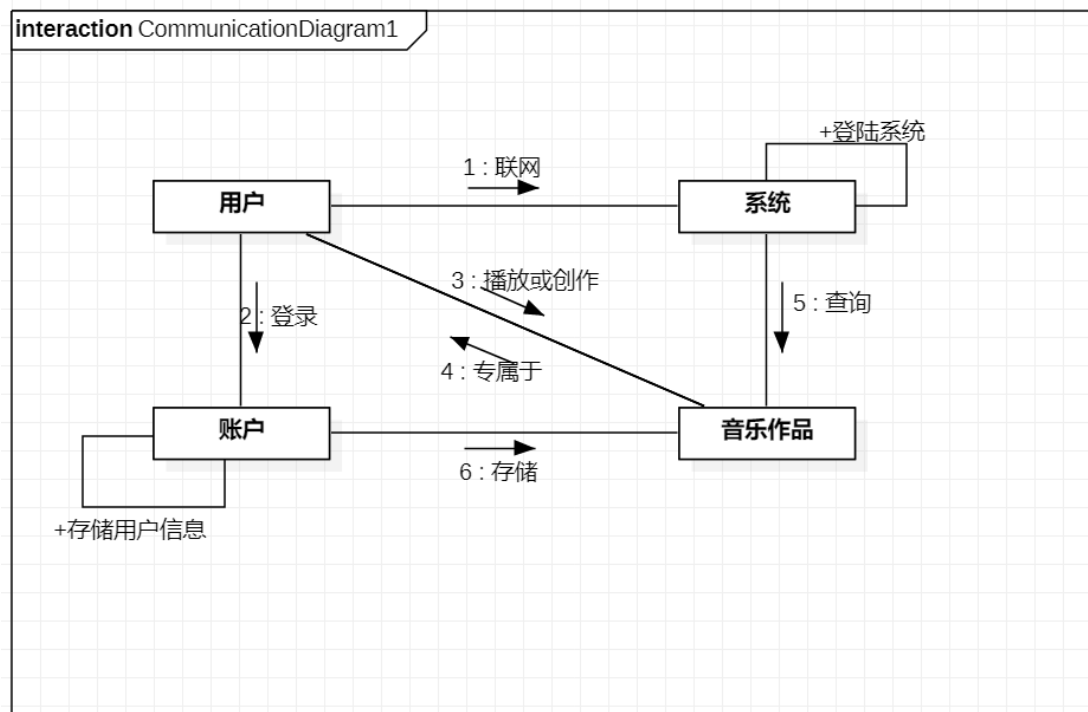 interaction CommunicationDiagram1
+登陆系统
1 : 联网
用户
系统
3 : 播放或创作
5 : 查询
2 : 登录
4 : 专属于
账户
音乐作品
6 : 存储
+存储用户信息